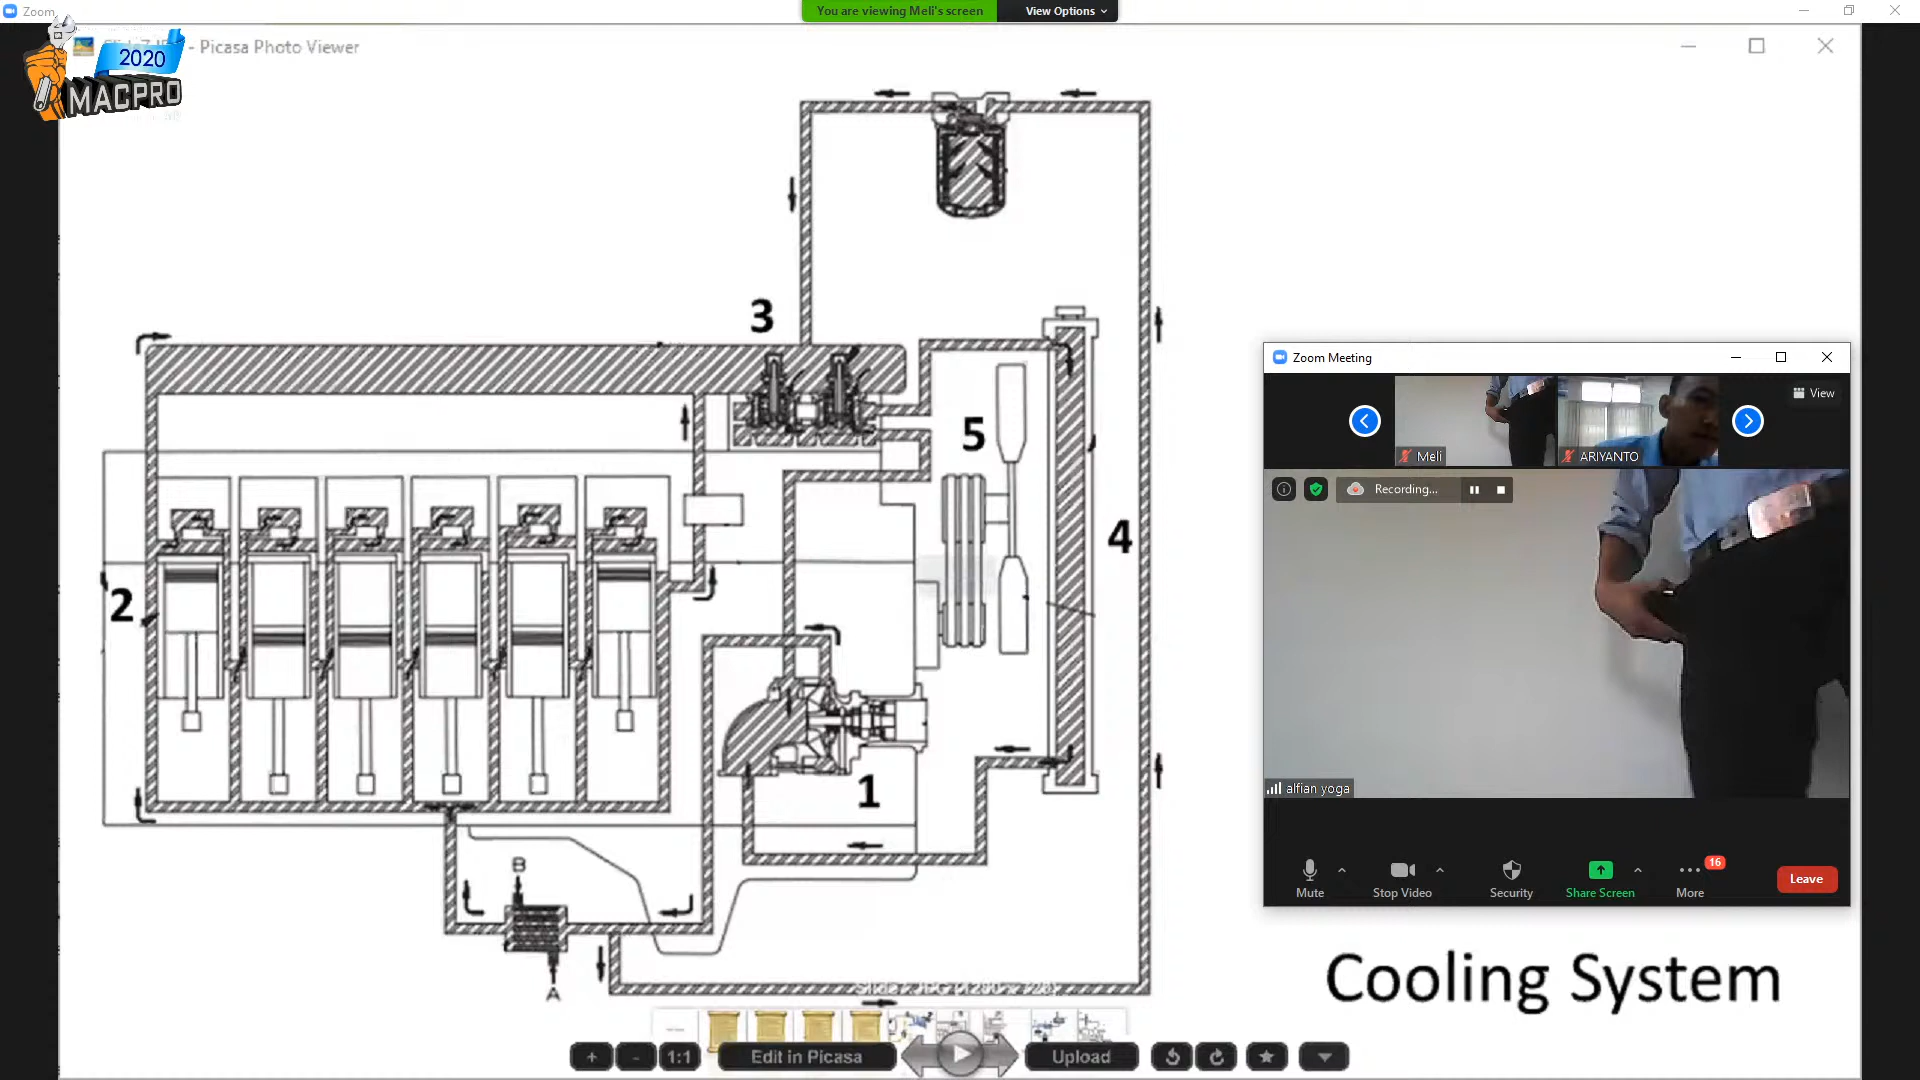 Zoom
You are viewing Meli's screen
View Options
2020
MACPRO
- Picasa Photo Viewer
3
5
4
2
1
B
A
Zoom Meeting
View
Meli
ARIYANTO
Recording...
alfian yoga
Mute
Stop Video
Security
Share Screen
16
More
Leave
Cooling System
+
-
1:1
Edit in Picasa
Upload